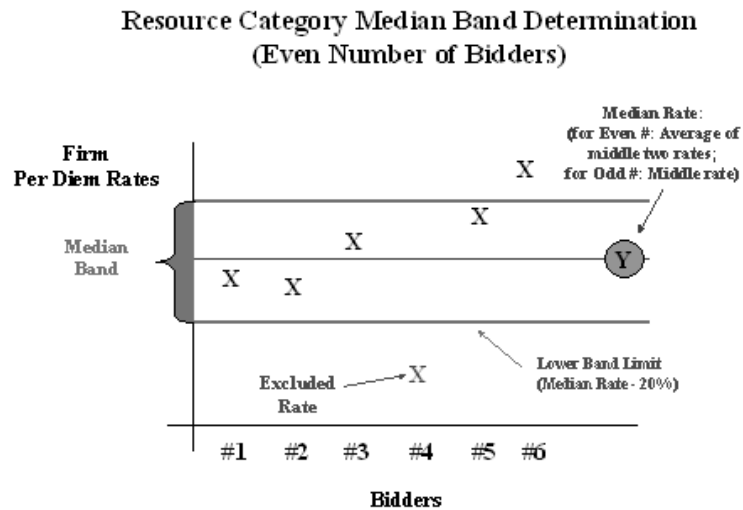 Resource Category Median Band Determination
(Even Number of Bidders)
Median Rate:
(for Even #: Average of
middle two rates;
for Odd #: Middle rate)
Firm
Per Diem Rates
X
X
Median
Band
X
Y
X
X
Lower Band Limit
(Median Rate - 20%)
Excluded
Rate
X
#1 #2 #3 #4 #5 #6
Bidders